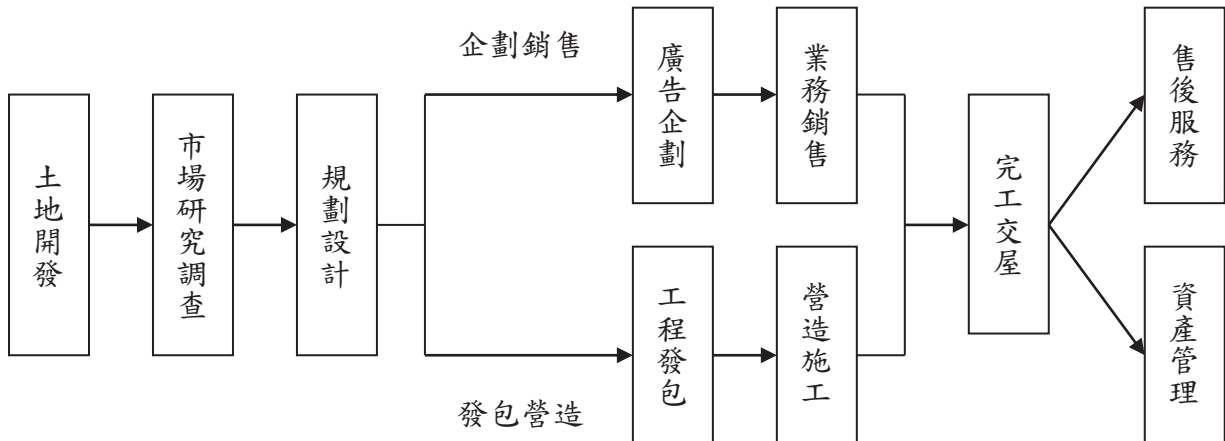 土地開發
市場研究調查
規劃設計
企劃銷售
廣告企劃
業務銷售
發包營造
工程發包
營造施工
完工交屋
售後服務
資產管理